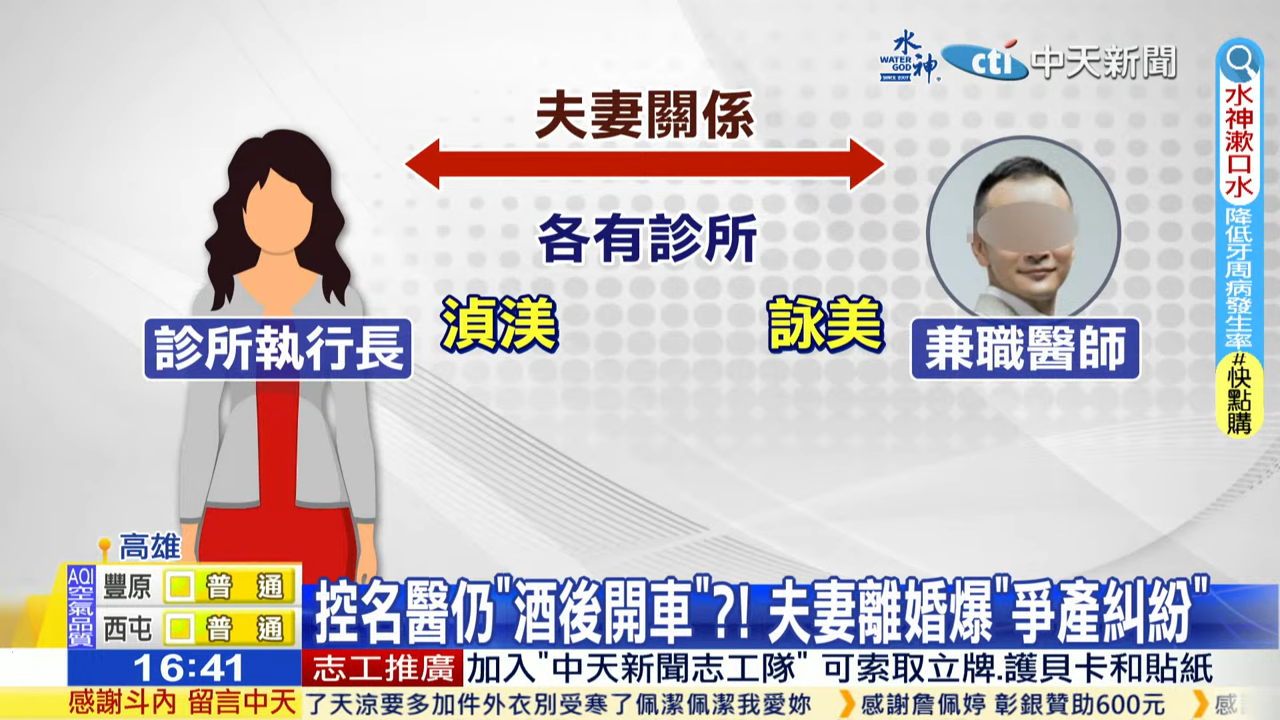 水神
WATER GOD
SINCE 2007
cti 中天新聞
夫妻關係
各有診所
湞渼
詠美
診所執行長
兼職醫師
水神漱口水
降低牙周病發生率
#快點購
高雄
AQI空氣品質
豐原 普通
西屯 普通
控名醫仍"酒後開車"?! 夫妻離婚爆"爭產糾紛"
16:41
志工推廣 加入"中天新聞志工隊" 可索取立牌.護貝卡和貼紙
感謝斗內 留言中天 了天涼要多加件外衣別受寒了佩潔佩潔我愛妳 》感謝詹佩婷 彰銀贊助600元 》感